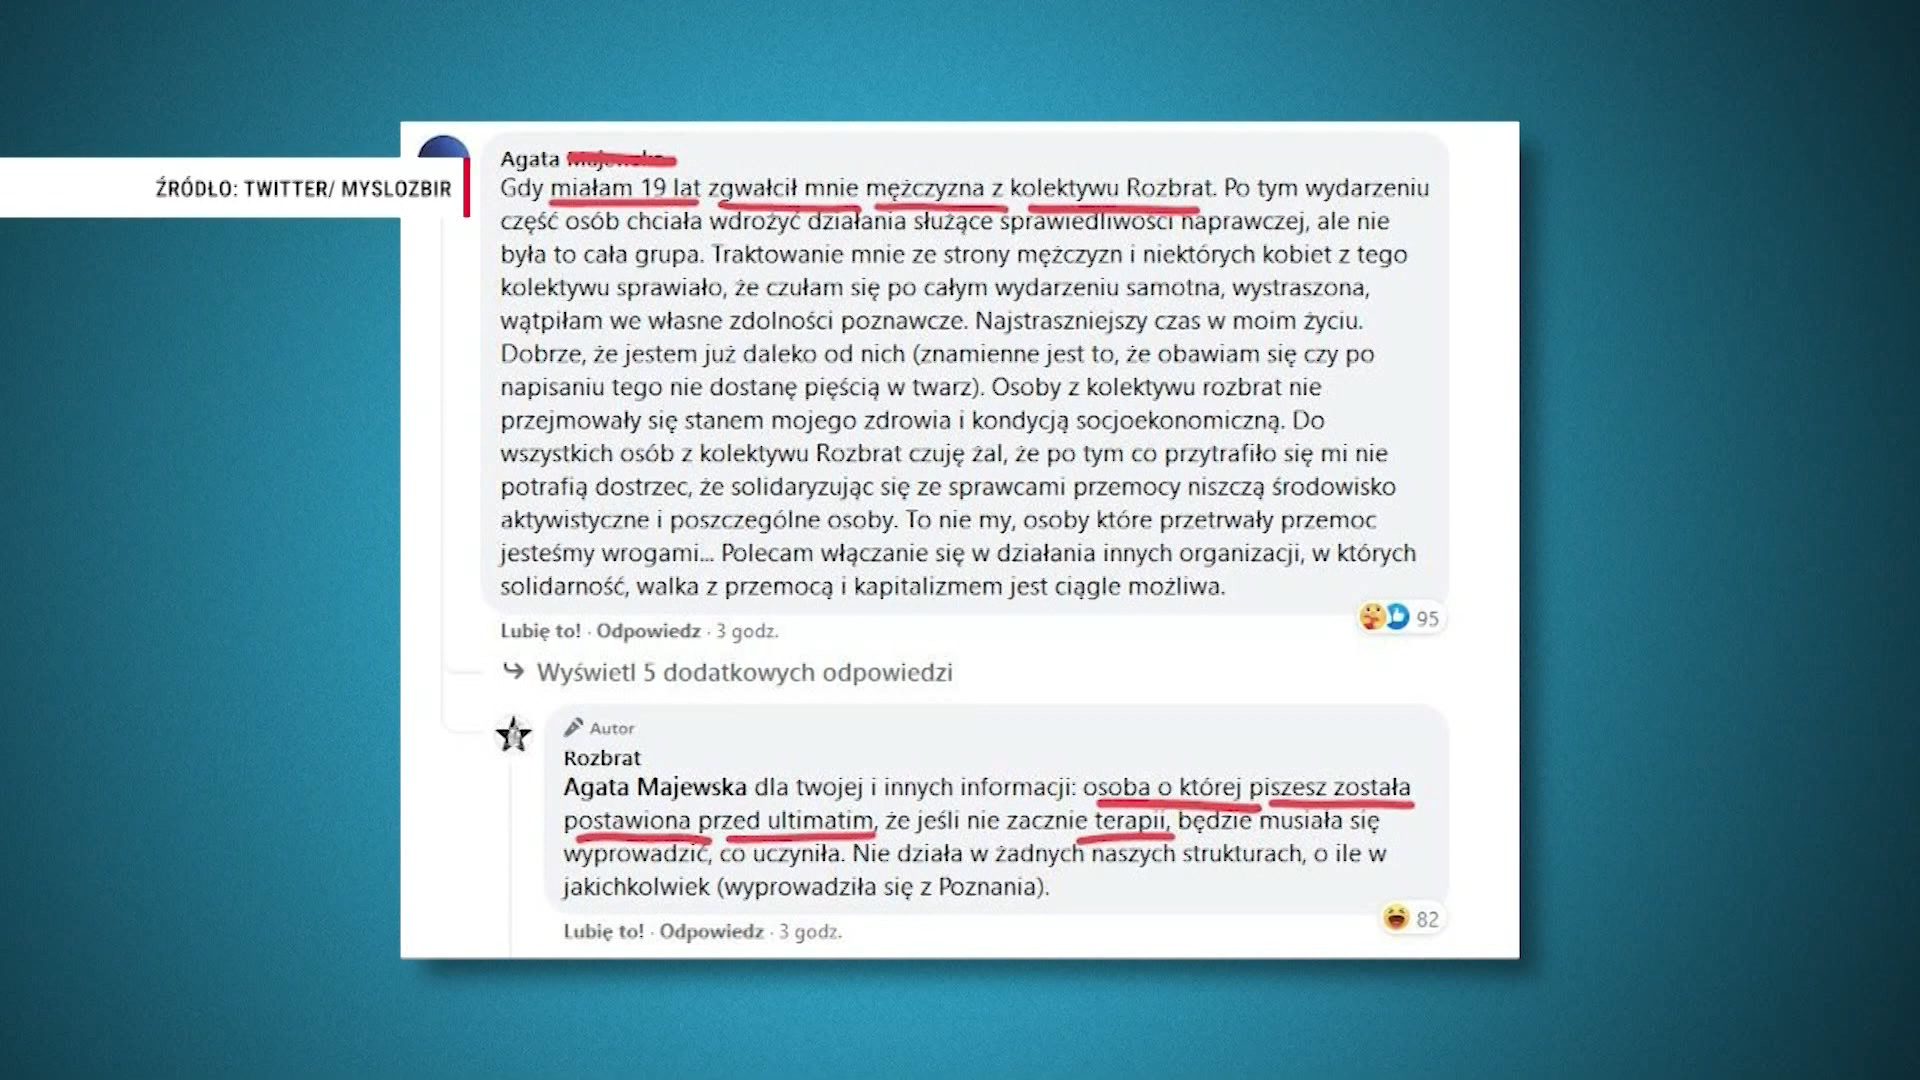 ŹRÓDŁO: TWITTER/ MYSLOZBIR
Agata
Gdy miałam 19 lat zgwałcił mnie mężczyzna z kolektywu Rozbrat. Po tym wydarzeniu
część osób chciała wdrożyć działania służące sprawiedliwości naprawczej, ale nie
była to cała grupa. Traktowanie mnie ze strony mężczyzn i niektórych kobiet z tego
kolektywu sprawiało, że czułam się po całym wydarzeniu samotna, wystraszona,
wątpiłam we własne zdolności poznawcze. Najstraszniejszy czas w moim życiu.
Dobrze, że jestem już daleko od nich (znamienne jest to, że obawiam się czy po
napisaniu tego nie dostanę pięścią w twarz). Osoby z kolektywu rozbrat nie
przejmowały się stanem mojego zdrowia i kondycją socjoekonomiczną. Do
wszystkich osób z kolektywu Rozbrat czuję żal, że po tym co przytrafiło się mi nie
potrafią dostrzec, że solidaryzując się ze sprawcami przemocy niszczą środowisko
aktywistyczne i poszczególne osoby. To nie my, osoby które przetrwały przemoc
jesteśmy wrogami... Polecam włączanie się w działania innych organizacji, w których
solidarność, walka z przemocą i kapitalizmem jest ciągle możliwa.
95
Lubię to! · Odpowiedz · 3 godz.
Wyświetl 5 dodatkowych odpowiedzi
Autor
Rozbrat
Agata Majewska dla twojej i innych informacji: osoba o której piszesz została
postawiona przed ultimatim, że jeśli nie zacznie terapii, będzie musiała się
wyprowadzić, co uczyniła. Nie działa w żadnych naszych strukturach, o ile w
jakichkolwiek (wyprowadziła się z Poznania).
82
Lubię to! · Odpowiedz · 3 godz.